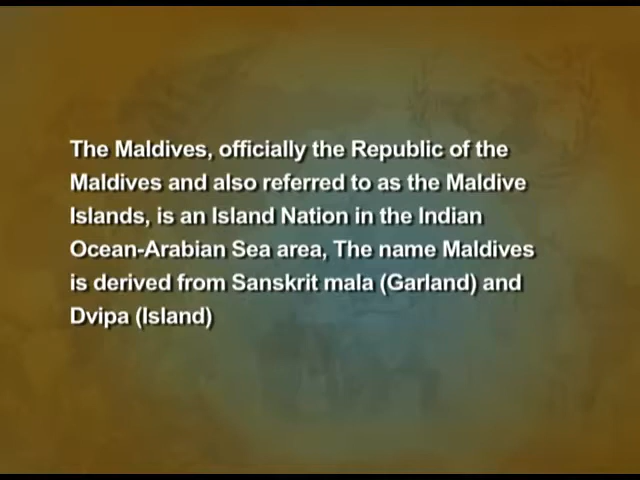 The Maldives, officially the Republic of the
Maldives and also referred to as the Maldive
Islands, is an Island Nation in the Indian
Ocean-Arabian Sea area, The name Maldives
is derived from Sanskrit mala (Garland) and
Dvipa (Island)